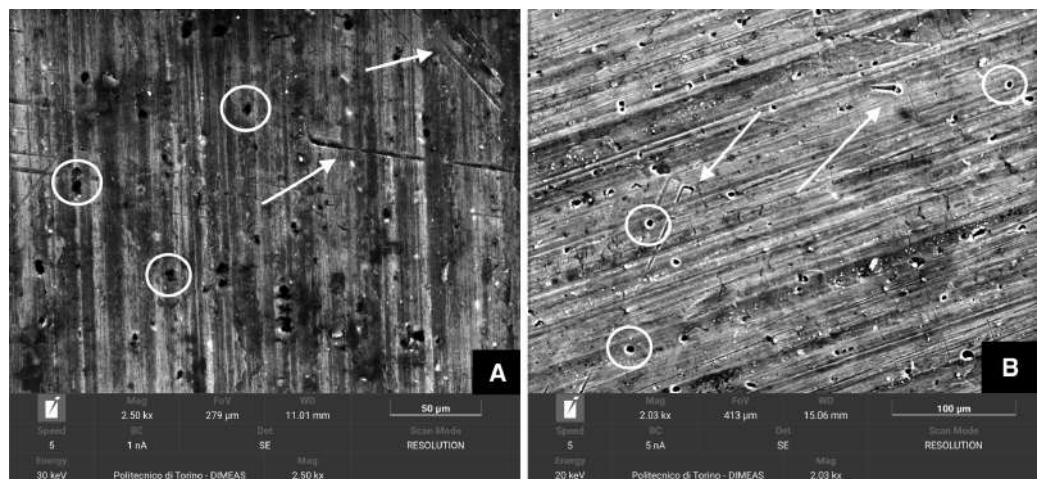 A
Mag FoV WD
2.50 kx 279 µm 11.01 mm 50 µm
Speed BC Det. Scan Mode
5 1 nA SE RESOLUTION
Energy Mag
30 keV Politecnico di Torino - DIMEAS 2.50 kx
B
Mag FoV WD
2.03 kx 413 µm 15.06 mm 100 µm
Speed BC Det. Scan Mode
5 5 nA SE RESOLUTION
Energy Mag
20 keV Politecnico di Torino - DIMEAS 2.03 kx